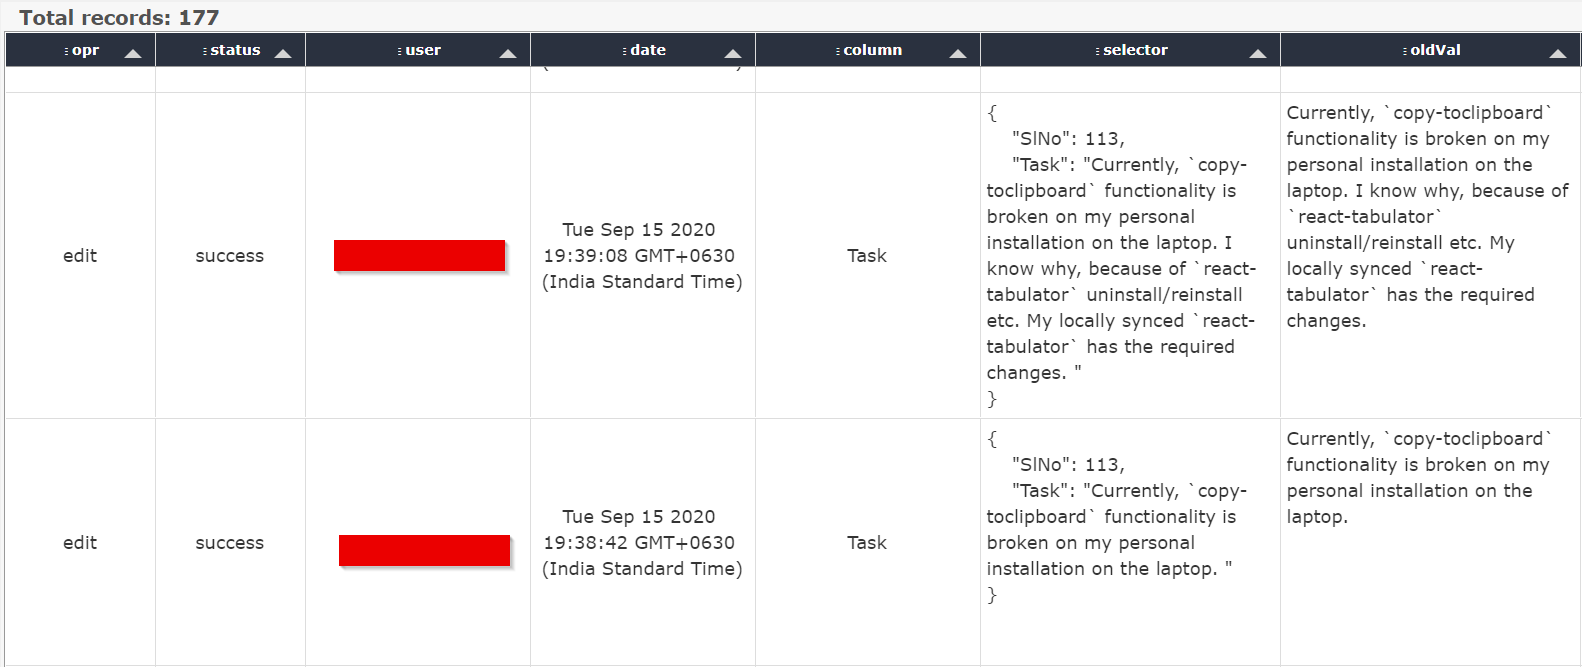 Total records: 177
opr
status
user
date
column
selector
oldVal
edit
success
Tue Sep 15 2020
19:39:08 GMT+0630
(India Standard Time)
Task
{
"SlNo": 113,
"Task": "Currently, `copy-
toclipboard` functionality is
broken on my personal
installation on the laptop. I
know why, because of `react-
tabulator` uninstall/reinstall
etc. My locally synced `react-
tabulator` has the required
changes. "
}
Currently, `copy-toclipboard`
functionality is broken on my
personal installation on the
laptop. I know why, because of
`react-tabulator`
uninstall/reinstall etc. My
locally synced `react-
tabulator` has the required
changes.
edit
success
Tue Sep 15 2020
19:38:42 GMT+0630
(India Standard Time)
Task
{
"SlNo": 113,
"Task": "Currently, `copy-
toclipboard` functionality is
broken on my personal
installation on the laptop. "
}
Currently, `copy-toclipboard`
functionality is broken on my
personal installation on the
laptop.